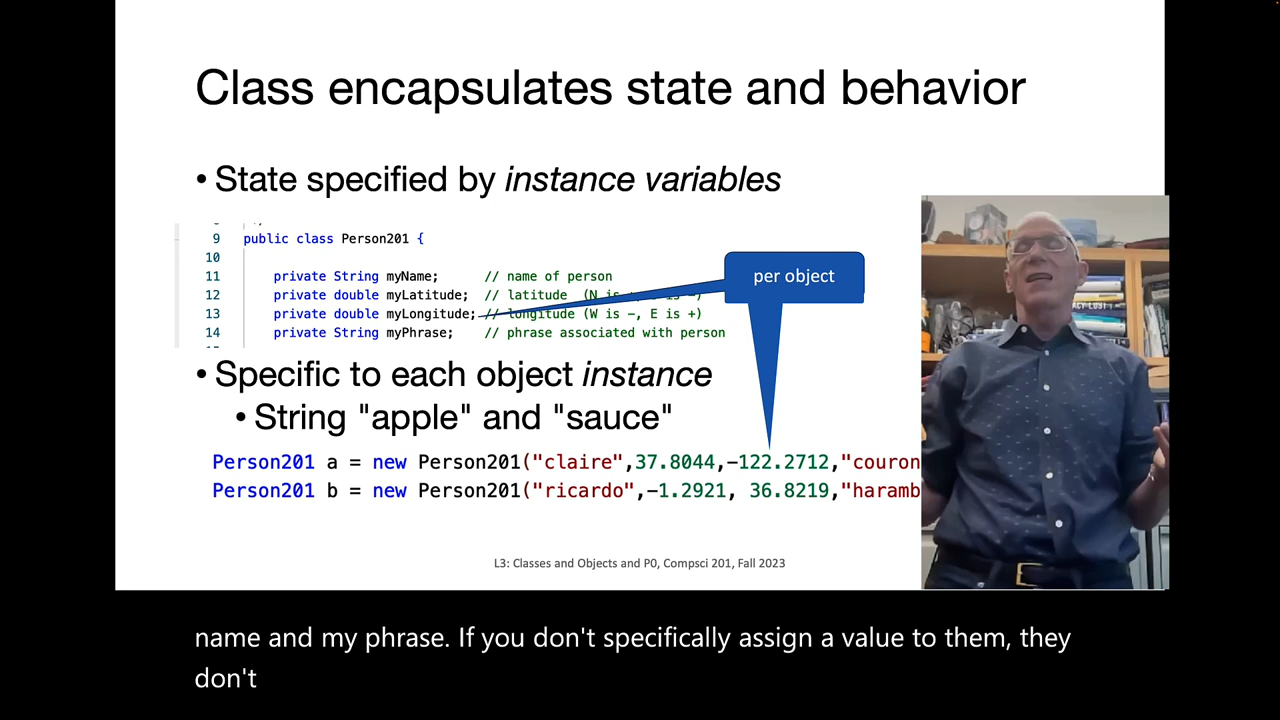 Class encapsulates state and behavior
• State specified by instance variables
9 public class Person201 {
10
11 private String myName; // name of person
12 private double myLatitude; // latitude (N is
13 private double myLongitude; // longitude (W is -, E is +)
14 private String myPhrase; // phrase associated with person
per object
• Specific to each object instance
• String "apple" and "sauce"
Person201 a = new Person201("claire",37.8044,-122.2712,"couron
Person201 b = new Person201("ricardo",-1.2921, 36.8219,"haramb
L3: Classes and Objects and P0, Compsci 201, Fall 2023
name and my phrase. If you don't specifically assign a value to them, they
don't